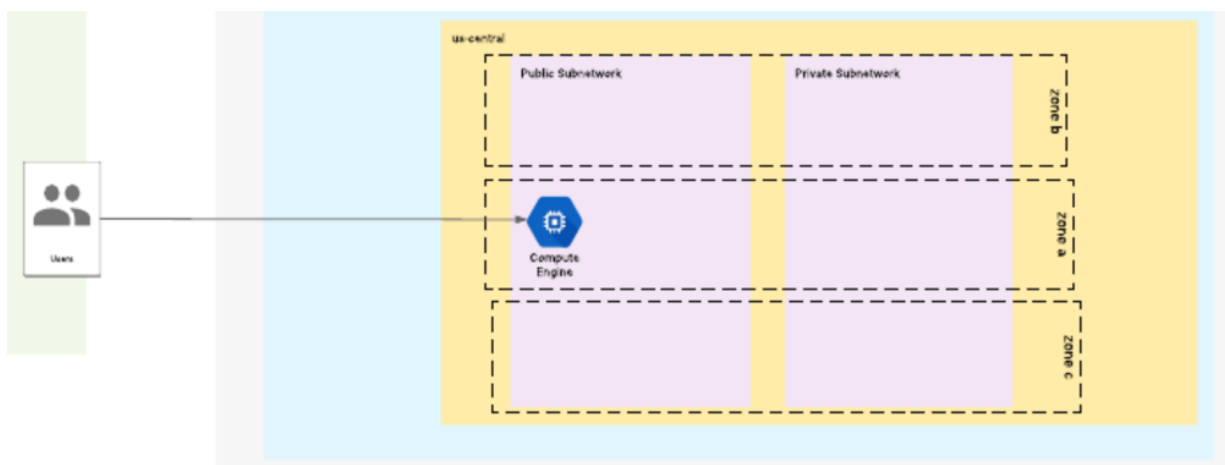 us-central
Public Subnetwork
Private Subnetwork
zone b
Users
Compute
Engine
zone a
zone c